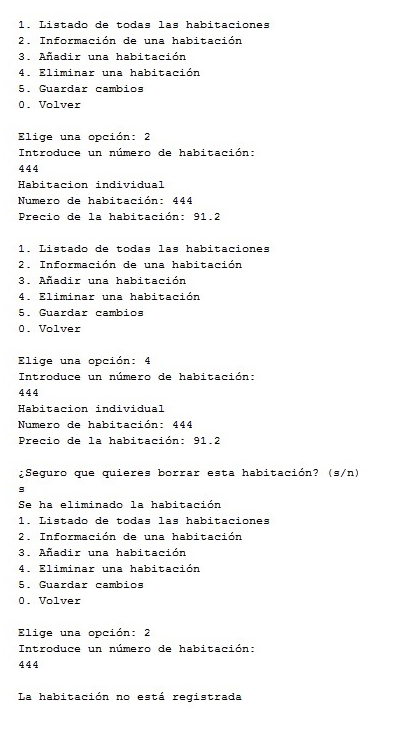 1. Listado de todas las habitaciones
2. Información de una habitación
3. Añadir una habitación
4. Eliminar una habitación
5. Guardar cambios
0. Volver
Elige una opción: 2
Introduce un número de habitación:
444
Habitacion individual
Numero de habitación: 444
Precio de la habitación: 91.2
1. Listado de todas las habitaciones
2. Información de una habitación
3. Añadir una habitación
4. Eliminar una habitación
5. Guardar cambios
0. Volver
Elige una opción: 4
Introduce un número de habitación:
444
Habitacion individual
Numero de habitación: 444
Precio de la habitación: 91.2
¿Seguro que quieres borrar esta habitación? (s/n)
s
Se ha eliminado la habitación
1. Listado de todas las habitaciones
2. Información de una habitación
3. Añadir una habitación
4. Eliminar una habitación
5. Guardar cambios
0. Volver
Elige una opción: 2
Introduce un número de habitación:
444
La habitación no está registrada